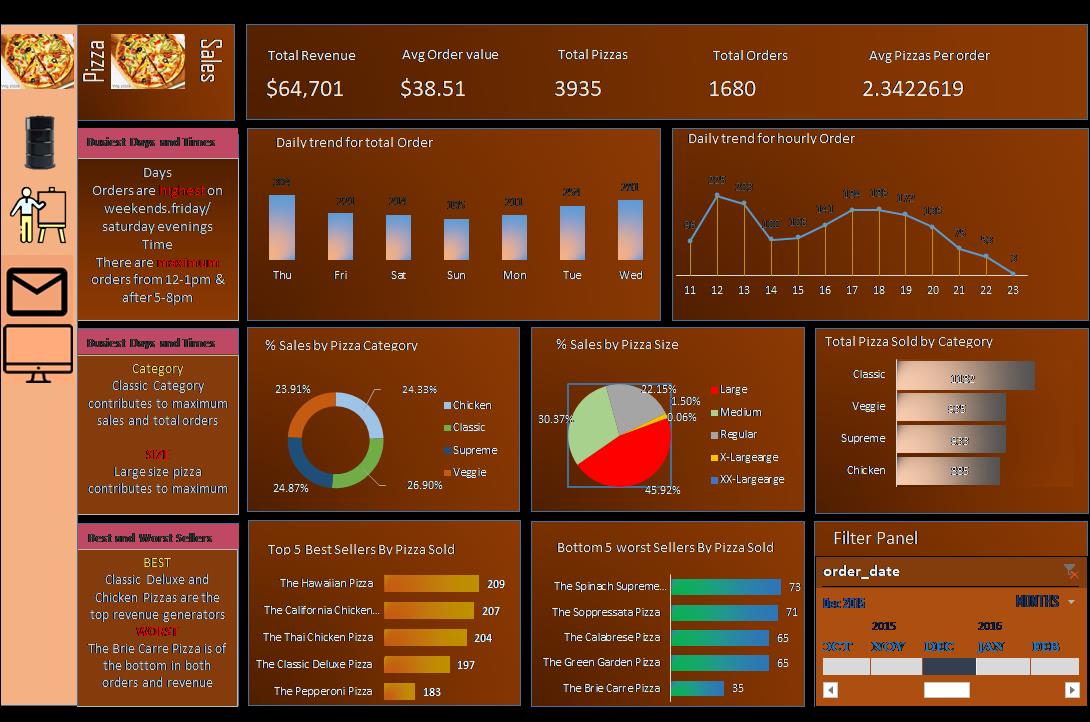 Pizza
Sales
Total Revenue
$64,701
Avg Order value
$38.51
Total Pizzas
3935
Total Orders
1680
Avg Pizzas Per order
2.3422619
Busiest Days and Times
Days
Orders are highest on
weekends.friday/
saturday evenings
Time
There are maximum
orders from 12-1pm &
after 5-8pm
Daily trend for total Order
Thu Fri Sat Sun Mon Tue Wed
Daily trend for hourly Order
11 12 13 14 15 16 17 18 19 20 21 22 23
Busiest Days and Times
Category
Classic Category
contributes to maximum
sales and total orders
SIZE
Large size pizza
contributes to maximum
% Sales by Pizza Category
23.91%
24.33%
24.87%
26.90%
Chicken
Classic
Supreme
Veggie
% Sales by Pizza Size
22.15%
1.50%
0.06%
30.37%
45.92%
Large
Medium
Regular
X-Largearge
XX-Largearge
Total Pizza Sold by Category
Classic
Veggie
Supreme
Chicken
Best and Worst Sellers
BEST
Classic Deluxe and
Chicken Pizzas are the
top revenue generators
WORST
The Brie Carre Pizza is of
the bottom in both
orders and revenue
Top 5 Best Sellers By Pizza Sold
The Hawaiian Pizza 209
The California Chicken... 207
The Thai Chicken Pizza 204
The Classic Deluxe Pizza 197
The Pepperoni Pizza 183
Bottom 5 worst Sellers By Pizza Sold
The Spinach Supreme... 73
The Soppressata Pizza 71
The Calabrese Pizza 65
The Green Garden Pizza 65
The Brie Carre Pizza 35
Filter Panel
order_date
Dec 2015 MONTHS
2015 2016
OCT NOV DEC JAN FEB